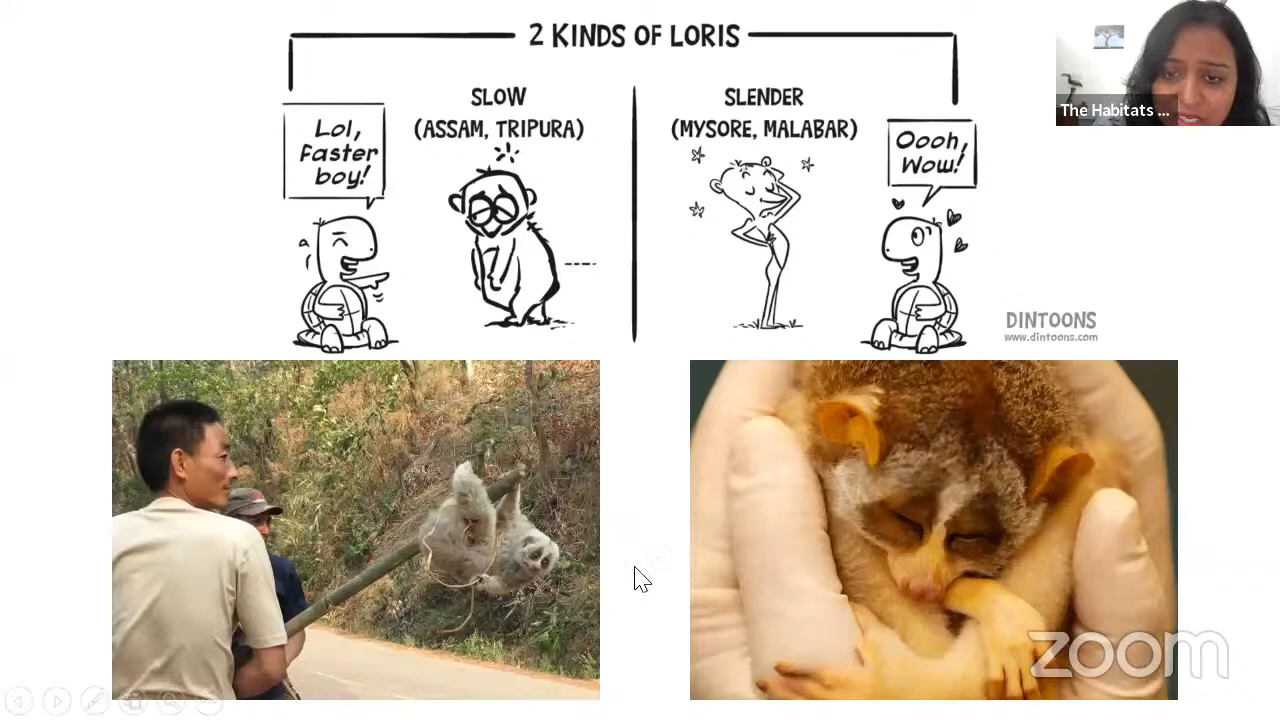 2 KINDS OF LORIS
The Habitats ...
SLOW
(ASSAM, TRIPURA)
SLENDER
(MYSORE, MALABAR)
Lol,
Faster
boy!
Oooh,
Wow!
DINTOONS
www.dintoons.com
zoom